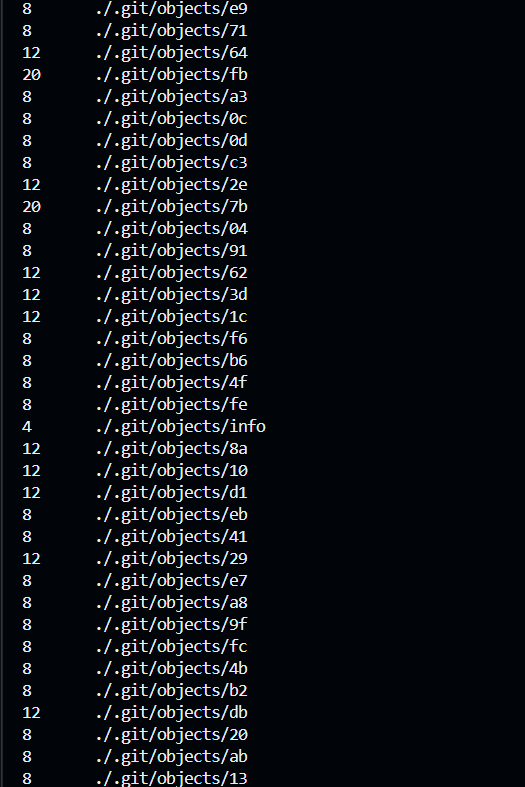 8 ./.git/objects/e9
8 ./.git/objects/71
12 ./.git/objects/64
20 ./.git/objects/fb
8 ./.git/objects/a3
8 ./.git/objects/0c
8 ./.git/objects/0d
8 ./.git/objects/c3
12 ./.git/objects/2e
20 ./.git/objects/7b
8 ./.git/objects/04
8 ./.git/objects/91
12 ./.git/objects/62
12 ./.git/objects/3d
12 ./.git/objects/1c
8 ./.git/objects/f6
8 ./.git/objects/b6
8 ./.git/objects/4f
8 ./.git/objects/fe
4 ./.git/objects/info
12 ./.git/objects/8a
12 ./.git/objects/10
12 ./.git/objects/d1
8 ./.git/objects/eb
8 ./.git/objects/41
12 ./.git/objects/29
8 ./.git/objects/e7
8 ./.git/objects/a8
8 ./.git/objects/9f
8 ./.git/objects/fc
8 ./.git/objects/4b
8 ./.git/objects/b2
12 ./.git/objects/db
8 ./.git/objects/20
8 ./.git/objects/ab
8 ./.git/objects/13